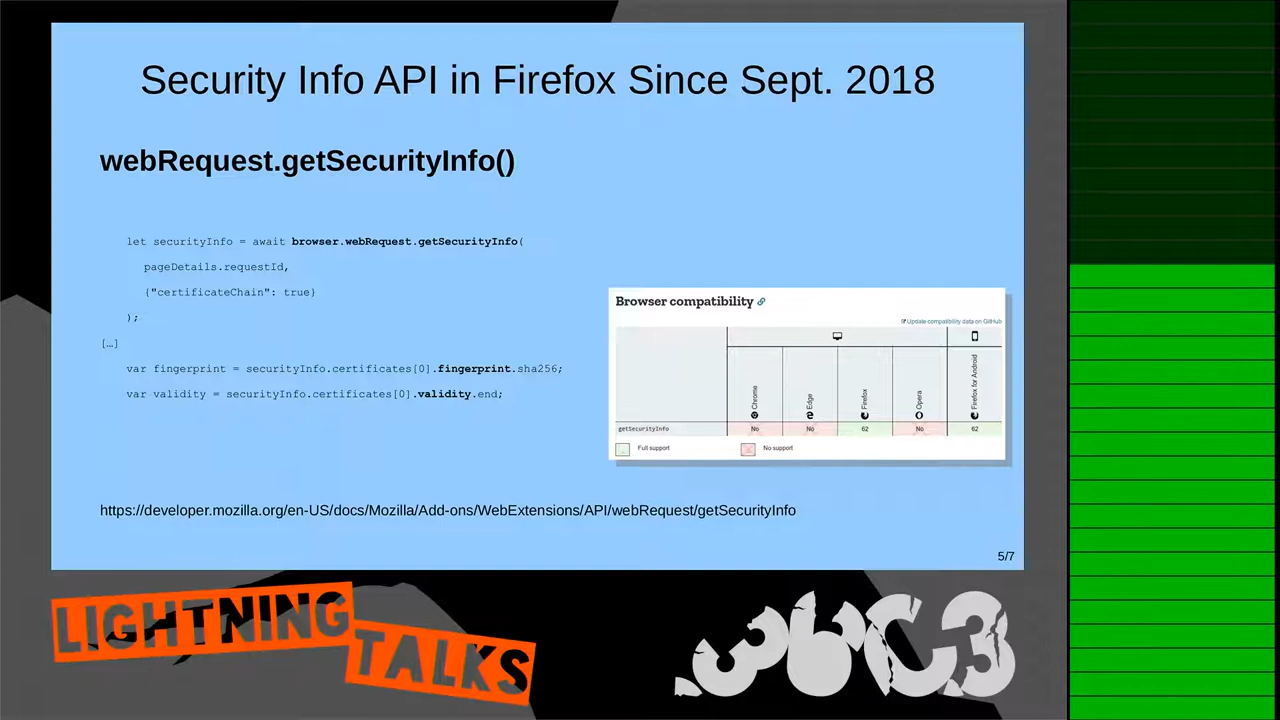 Security Info API in Firefox Since Sept. 2018
webRequest.getSecurityInfo()
let securityInfo = await browser.webRequest.getSecurityInfo(
pageDetails.requestId,
{"certificateChain": true}
);
[…]
var fingerprint = securityInfo.certificates[0].fingerprint.sha256;
var validity = securityInfo.certificates[0].validity.end;
Browser compatibility
Update compatibility data on GitHub
Chrome
Edge
Firefox
Opera
Firefox for Android
getSecurityInfo No No 62 No 62
Full support No support
https://developer.mozilla.org/en-US/docs/Mozilla/Add-ons/WebExtensions/API/webRequest/getSecurityInfo
5/7
LIGHTNING
TALKS
36C3